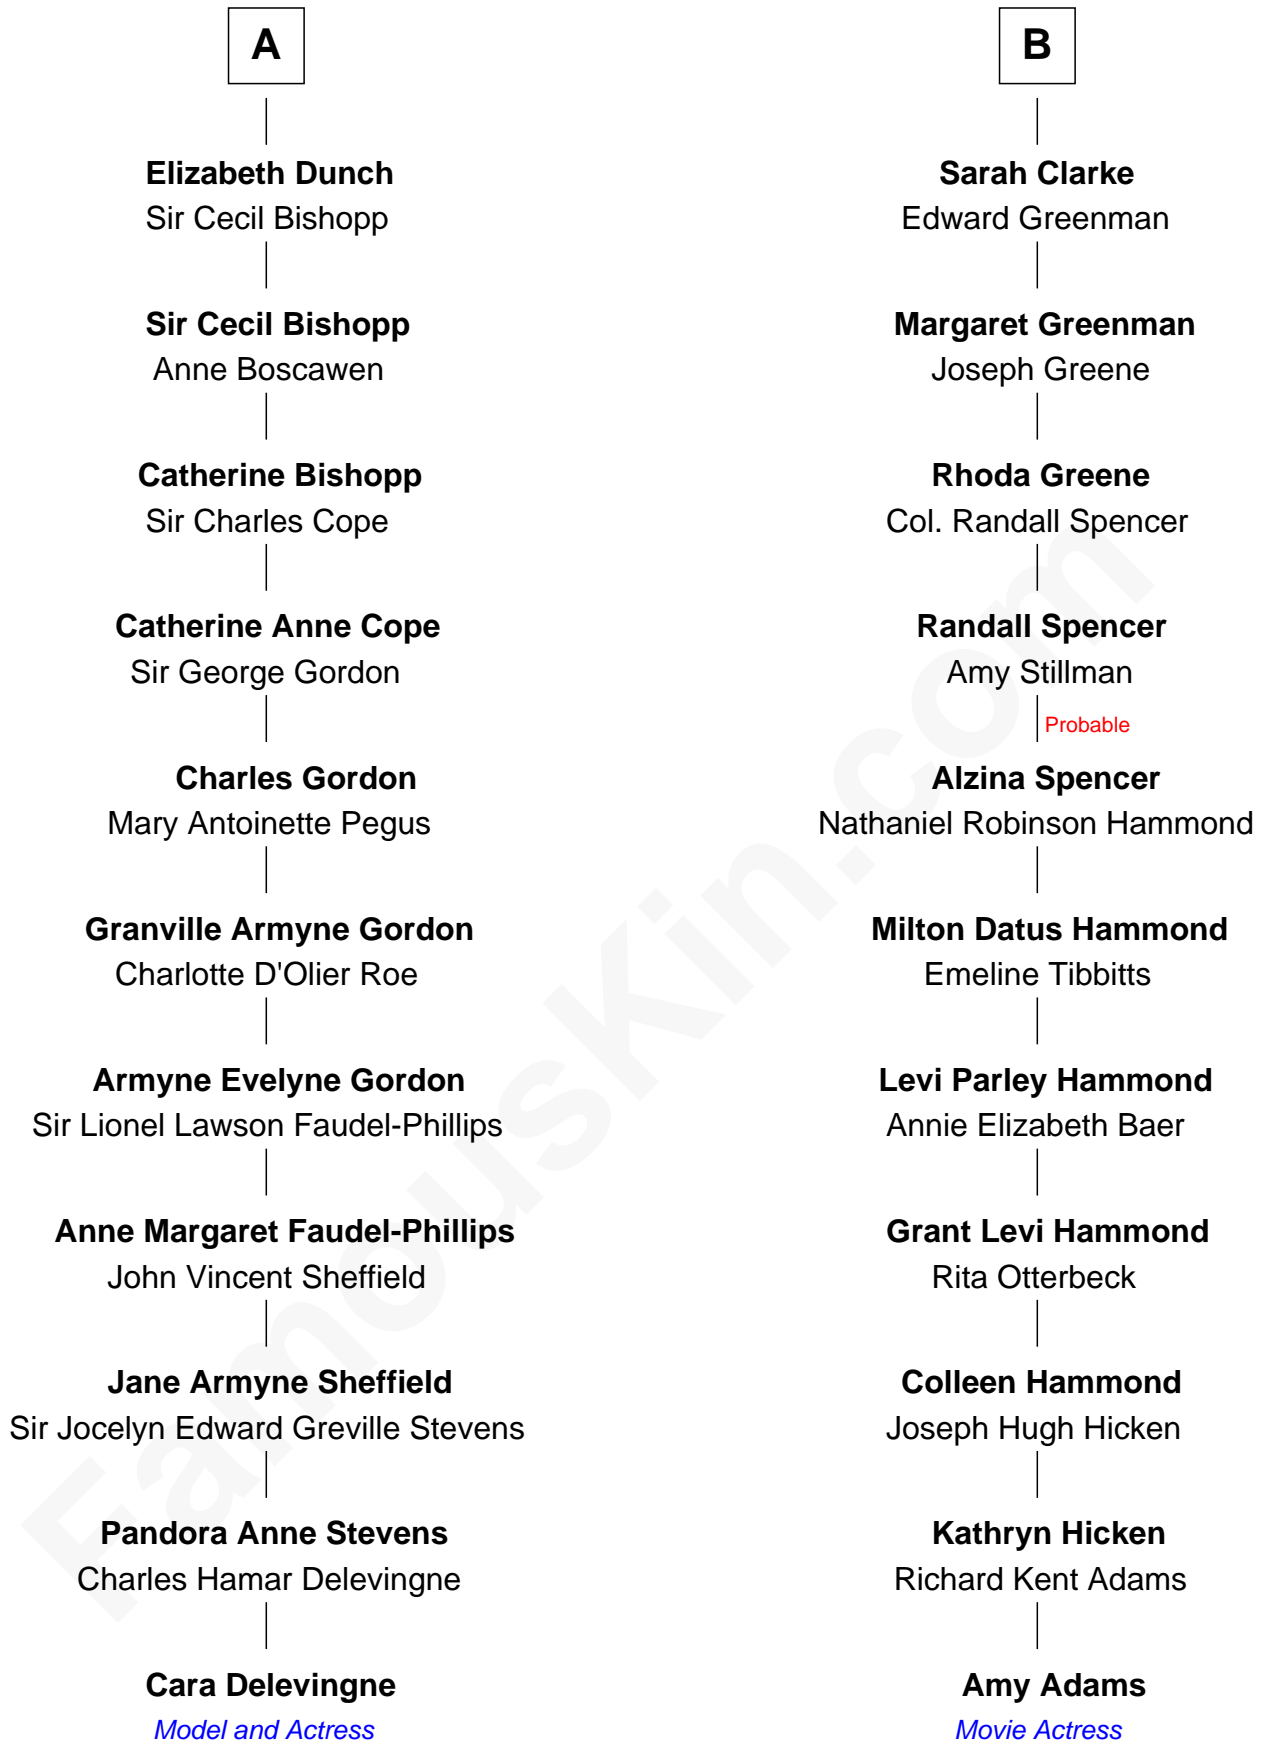 A
Elizabeth Dunch
Sir Cecil Bishopp
Sir Cecil Bishopp
Anne Boscawen
Catherine Bishopp
Sir Charles Cope
Catherine Anne Cope
Sir George Gordon
Charles Gordon
Mary Antoinette Pegus
Granville Armyne Gordon
Charlotte D'Olier Roe
Armyne Evelyne Gordon
Sir Lionel Lawson Faudel-Phillips
Anne Margaret Faudel-Phillips
John Vincent Sheffield
Jane Armyne Sheffield
Sir Jocelyn Edward Greville Stevens
Pandora Anne Stevens
Charles Hamar Delevingne
Cara Delevingne
Model and Actress
B
Sarah Clarke
Edward Greenman
Margaret Greenman
Joseph Greene
Rhoda Greene
Col. Randall Spencer
Randall Spencer
Amy Stillman
Probable
Alzina Spencer
Nathaniel Robinson Hammond
Milton Datus Hammond
Emeline Tibbitts
Levi Parley Hammond
Annie Elizabeth Baer
Grant Levi Hammond
Rita Otterbeck
Colleen Hammond
Joseph Hugh Hicken
Kathryn Hicken
Richard Kent Adams
Amy Adams
Movie Actress
FamousKin.com